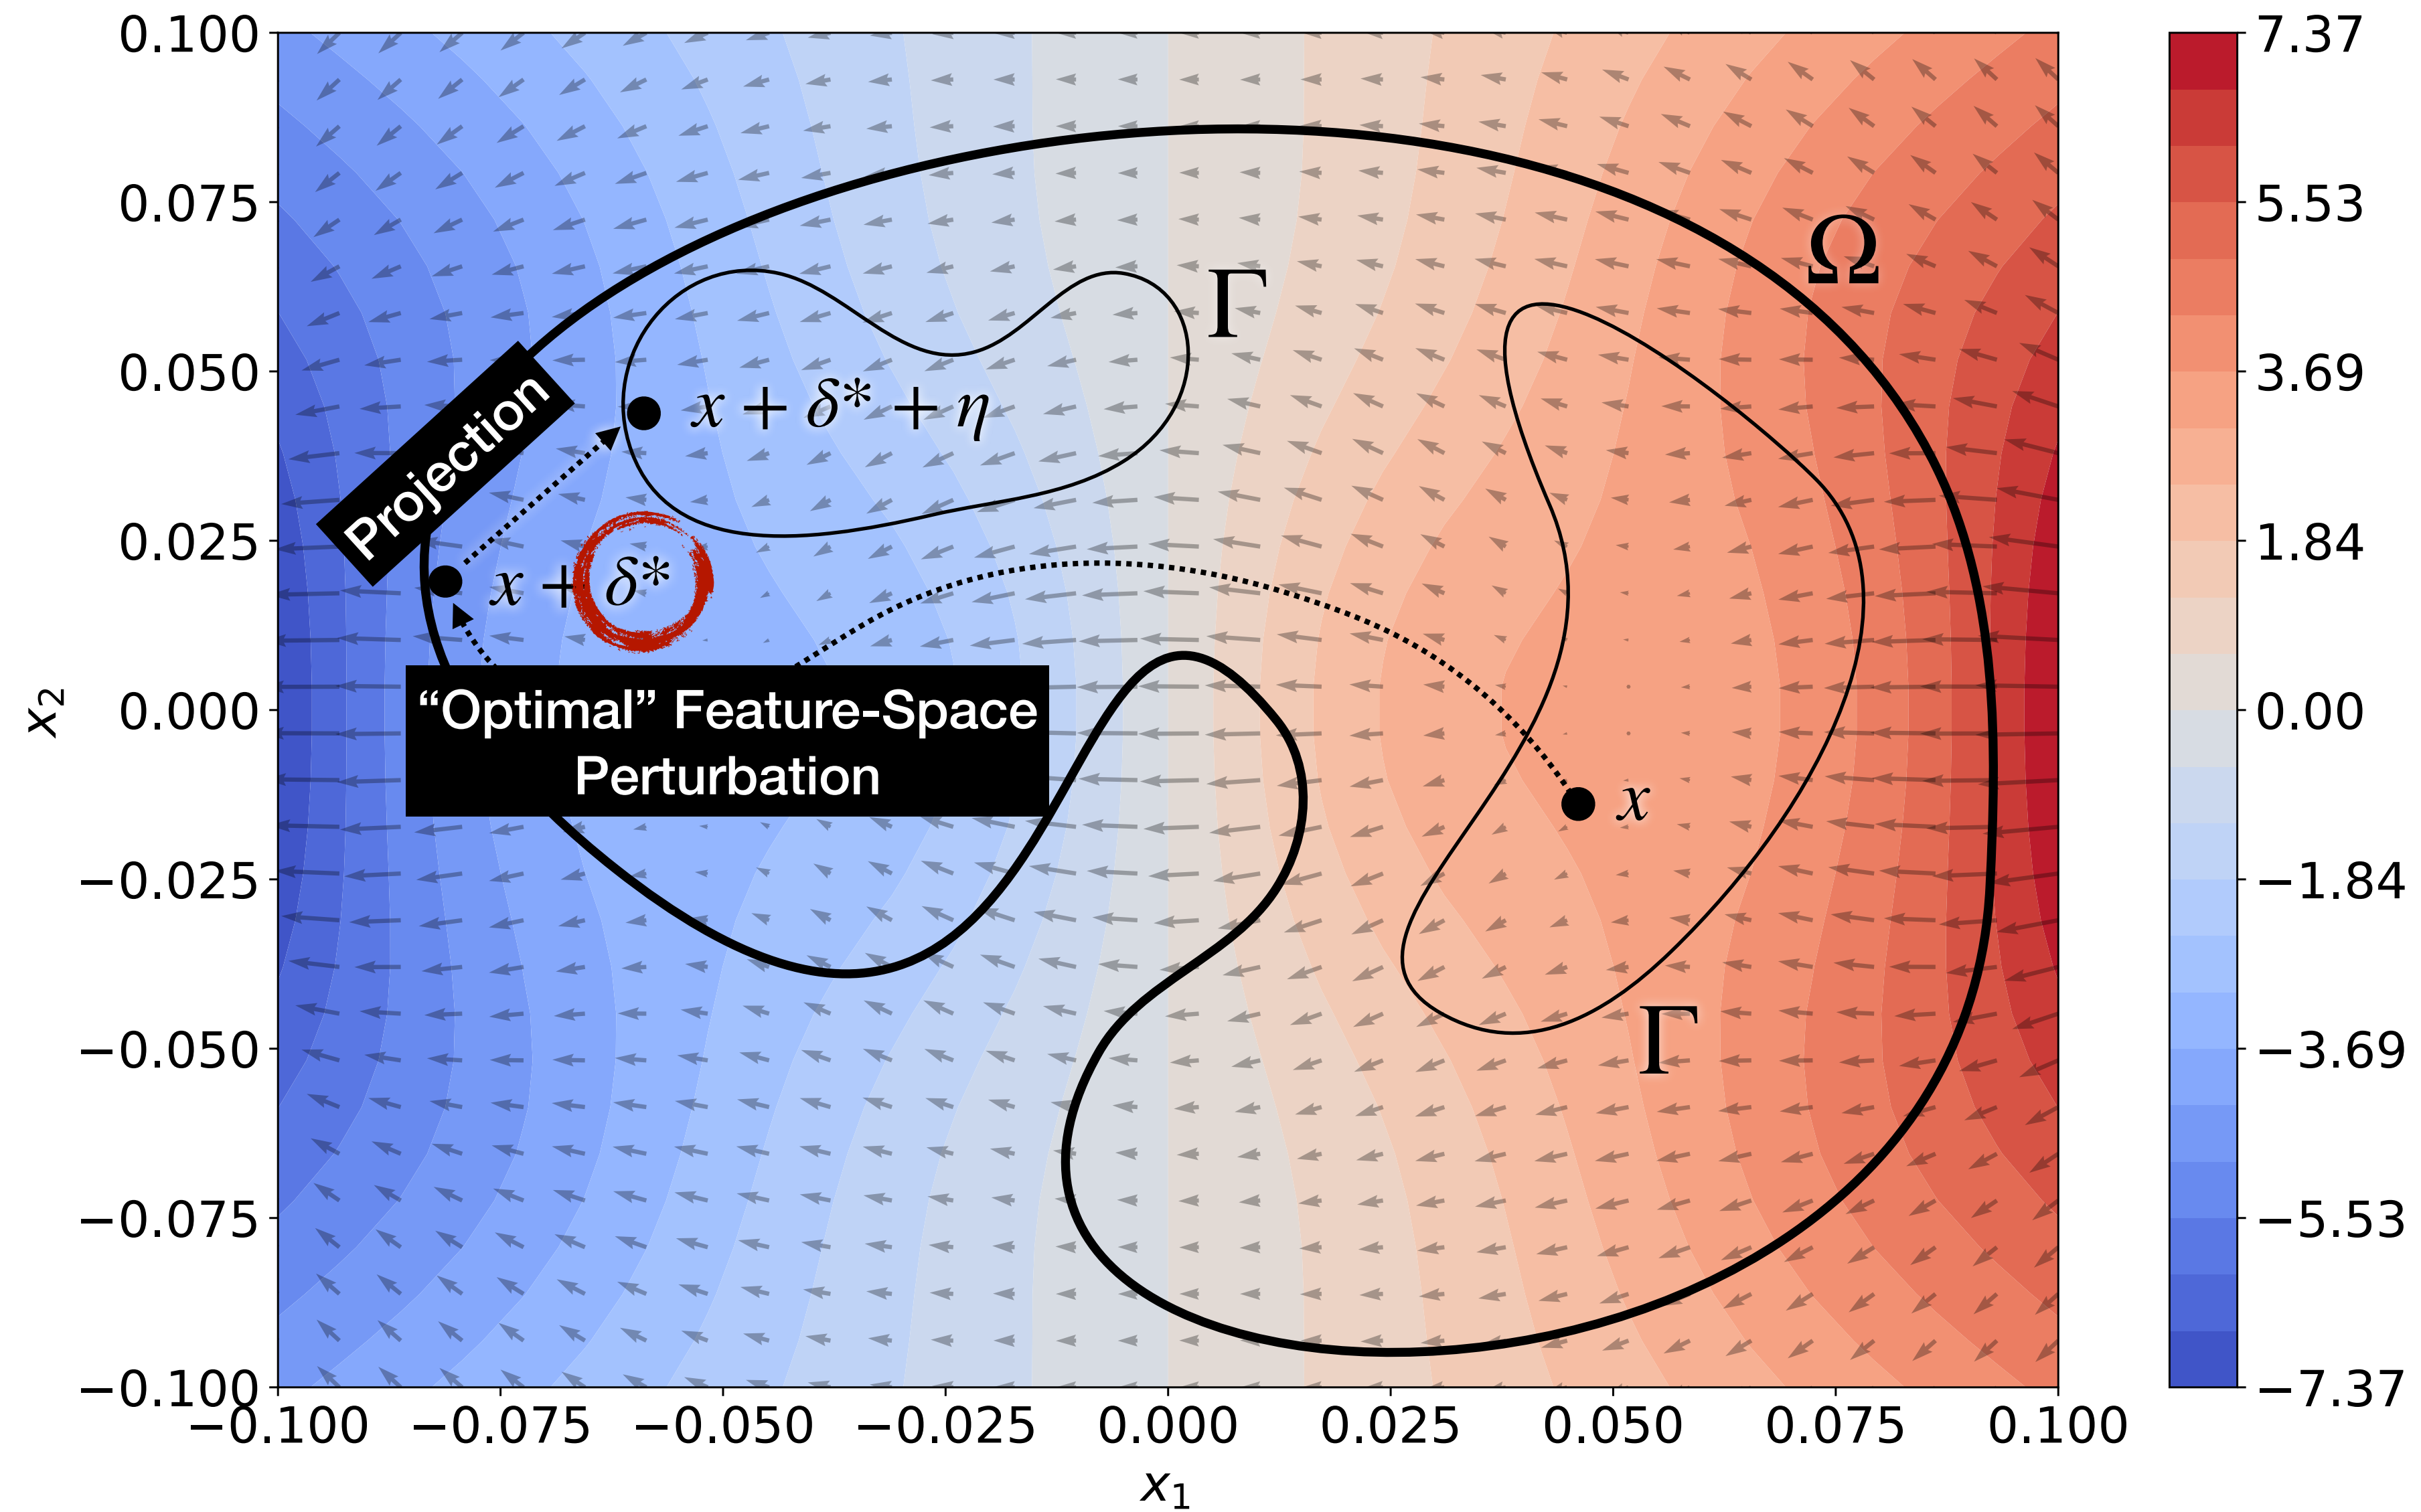 0.100
0.075
0.050
0.025
0.000
−0.025
−0.050
−0.075
−0.100
x₂
−0.100 −0.075 −0.050 −0.025 0.000 0.025 0.050 0.075 0.100
x₁
Ω
Γ
x + δ* + η
Projection
x + δ*
“Optimal” Feature-Space
Perturbation
x
Γ
7.37
5.53
3.69
1.84
0.00
−1.84
−3.69
−5.53
−7.37